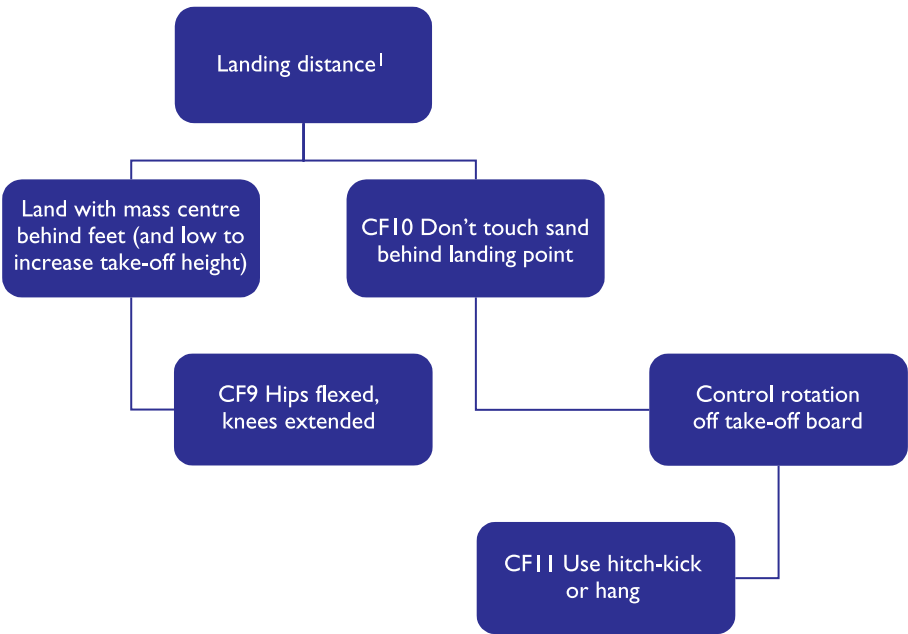 Landing distance¹
Land with mass centre
behind feet (and low to
increase take-off height)
CF10 Don’t touch sand
behind landing point
CF9 Hips flexed,
knees extended
Control rotation
off take-off board
CF11 Use hitch-kick
or hang